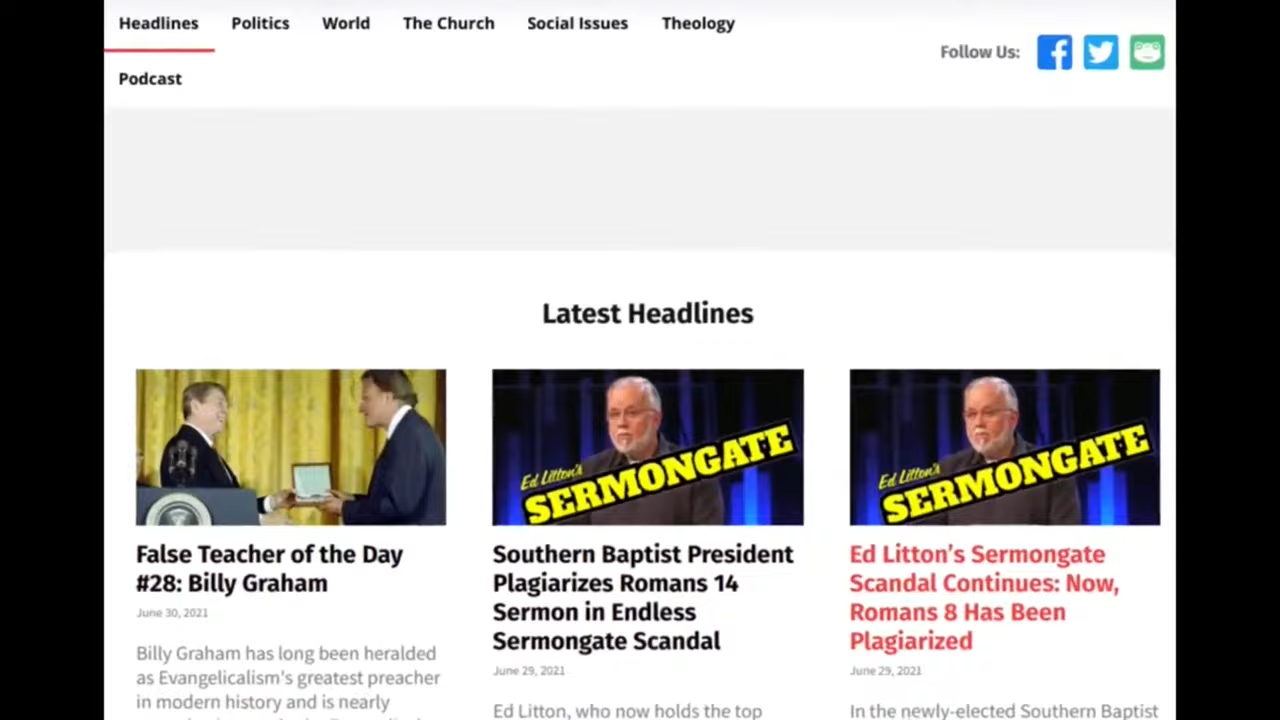 Headlines
Politics
World
The Church
Social Issues
Theology
Podcast
Follow Us:
Latest Headlines
Ed Litton's
SERMONGATE
Ed Litton's
SERMONGATE
False Teacher of the Day
#28: Billy Graham
June 30, 2021
Billy Graham has long been heralded
as Evangelicalism's greatest preacher
in modern history and is nearly
Southern Baptist President
Plagiarizes Romans 14
Sermon in Endless
Sermongate Scandal
June 29, 2021
Ed Litton, who now holds the top
Ed Litton’s Sermongate
Scandal Continues: Now,
Romans 8 Has Been
Plagiarized
June 29, 2021
In the newly-elected Southern Baptist